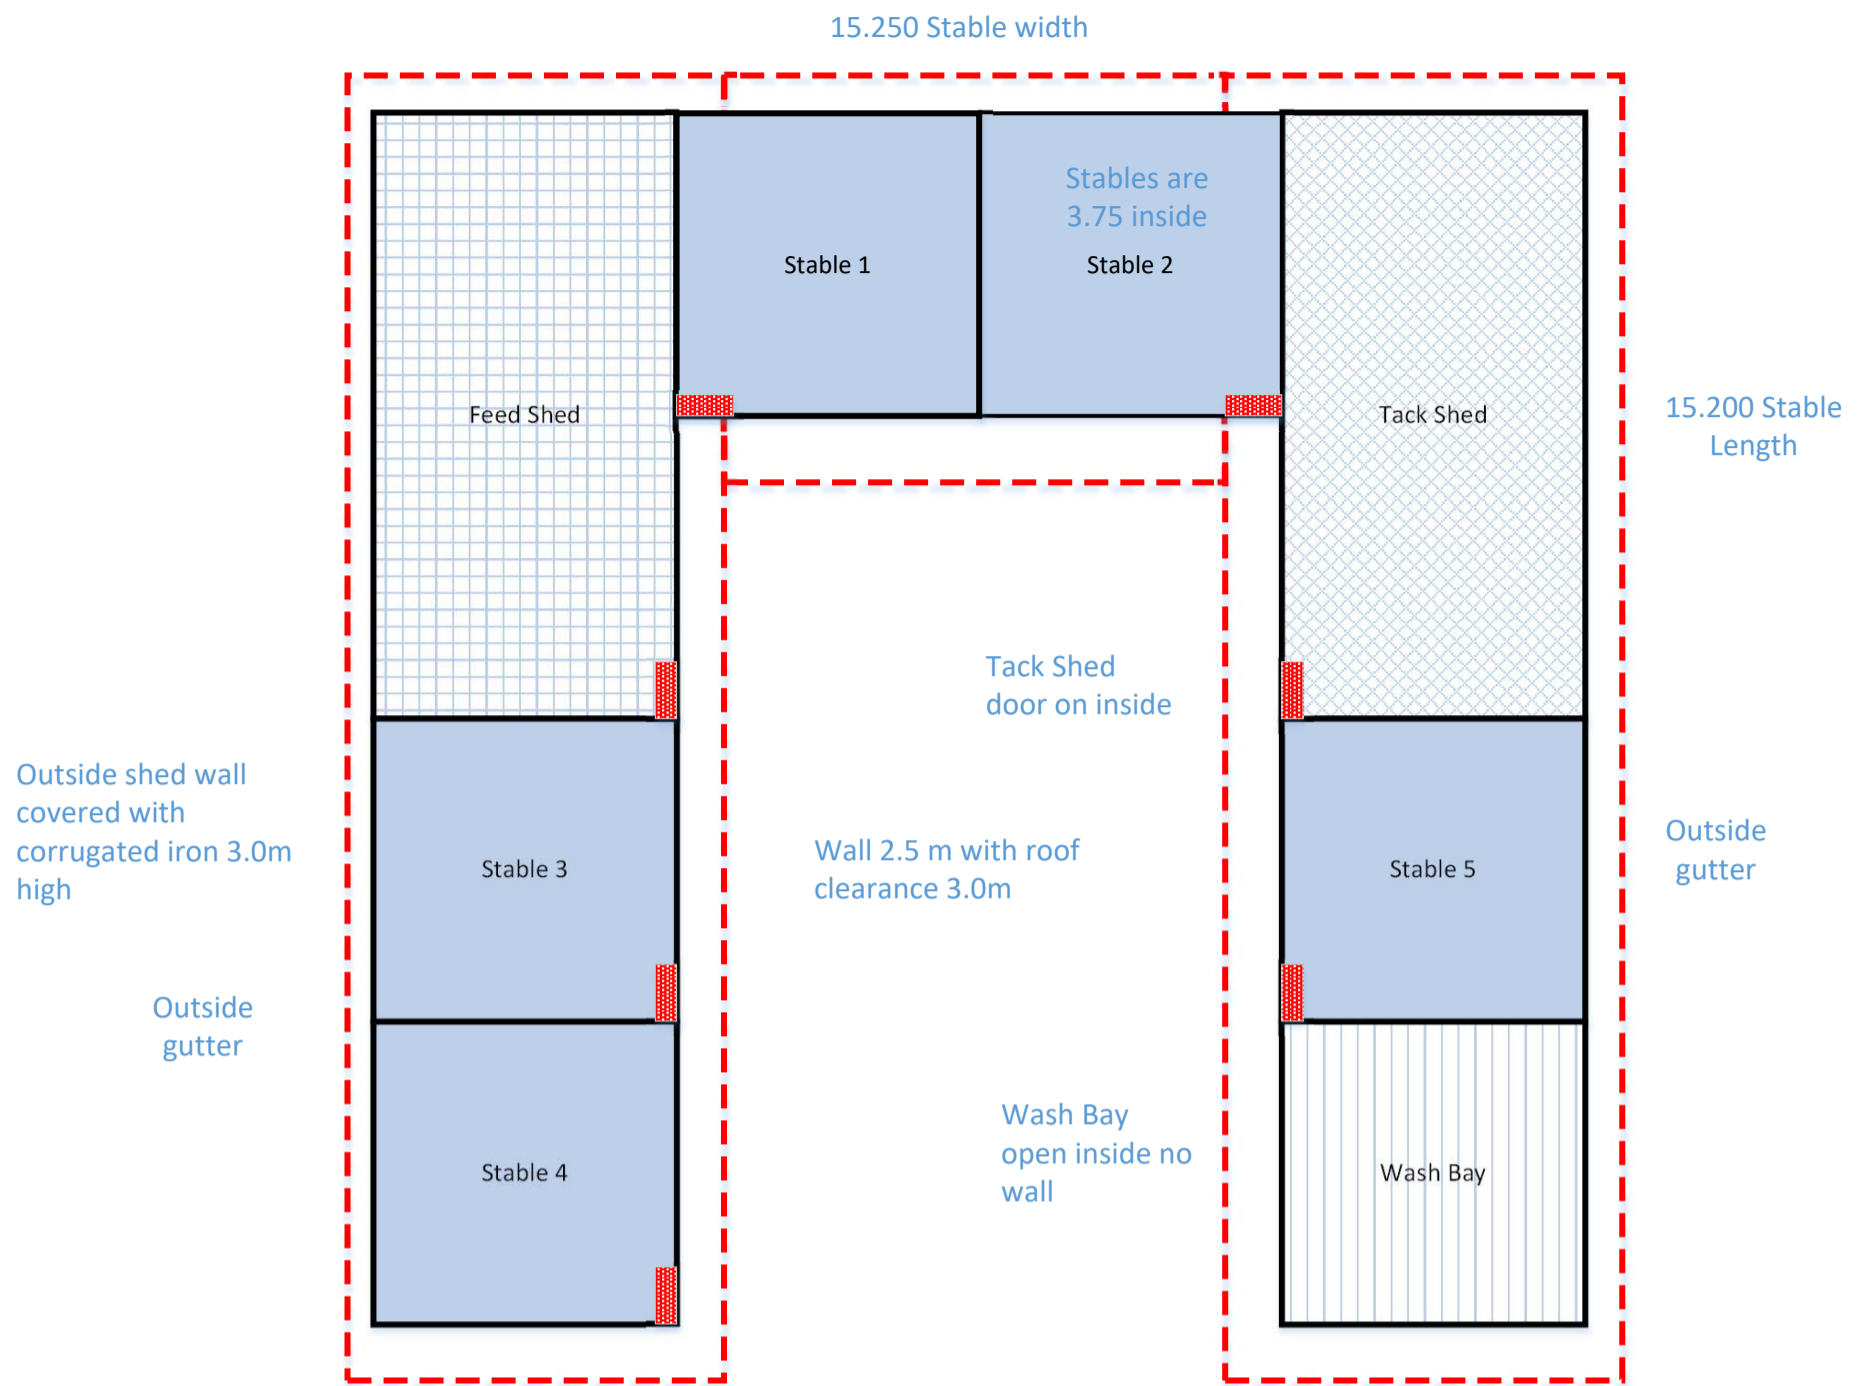 15.250 Stable width
Stables are
3.75 inside
Stable 1
Stable 2
Feed Shed
Tack Shed
15.200 Stable
Length
Tack Shed
door on inside
Outside shed wall
covered with
corrugated iron 3.0m
high
Wall 2.5 m with roof
clearance 3.0m
Stable 3
Stable 5
Outside
gutter
Outside
gutter
Wash Bay
open inside no
wall
Stable 4
Wash Bay